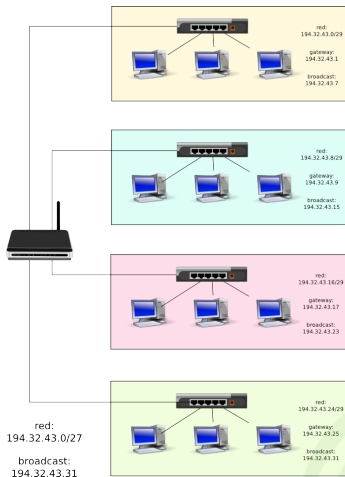 red:
194.32.43.0/29
gateway:
194.32.43.1
broadcast:
194.32.43.7
red:
194.32.43.8/29
gateway:
194.32.43.9
broadcast:
194.32.43.15
red:
194.32.43.16/29
gateway:
194.32.43.17
broadcast:
194.32.43.23
red:
194.32.43.24/29
gateway:
194.32.43.25
broadcast:
194.32.43.31
red:
194.32.43.0/27
broadcast:
194.32.43.31